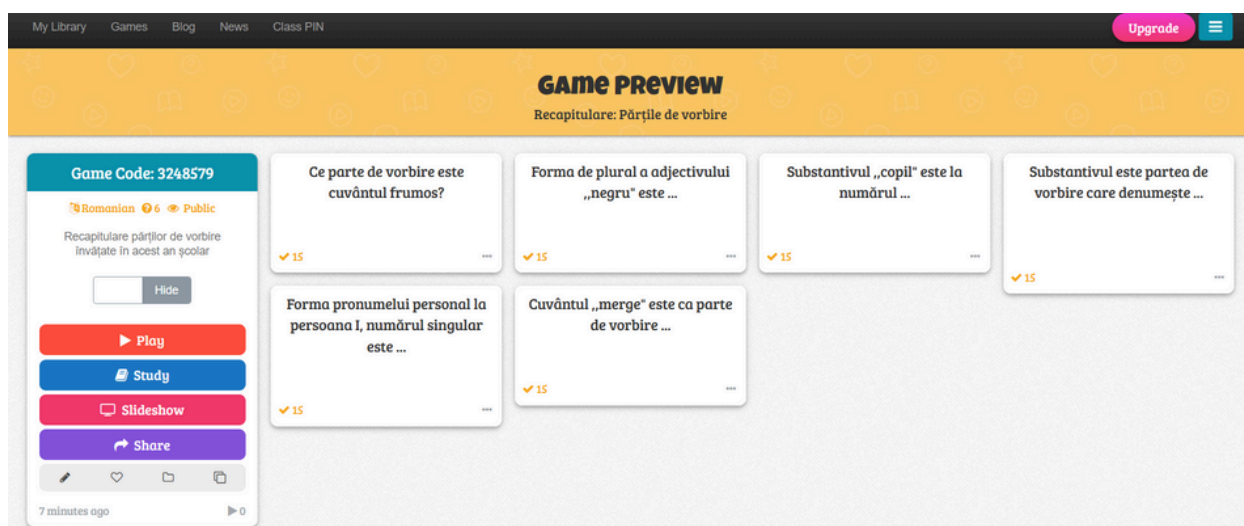 My Library Games Blog News Class PIN Upgrade
GAME PREVIEW
Recapitulare: Părțile de vorbire
Game Code: 3248579
Romanian 6 Public
Recapitulare părților de vorbire
învățate în acest an școlar
Hide
Play
Study
Slideshow
Share
7 minutes ago 0
Ce parte de vorbire este
cuvântul frumos?
15 ...
Forma de plural a adjectivului
,,negru" este ...
15 ...
Substantivul ,,copil" este la
numărul ...
15 ...
Substantivul este partea de
vorbire care denumește ...
15 ...
Forma pronumelui personal la
persoana I, numărul singular
este ...
15 ...
Cuvântul ,,merge" este ca parte
de vorbire ...
15 ...